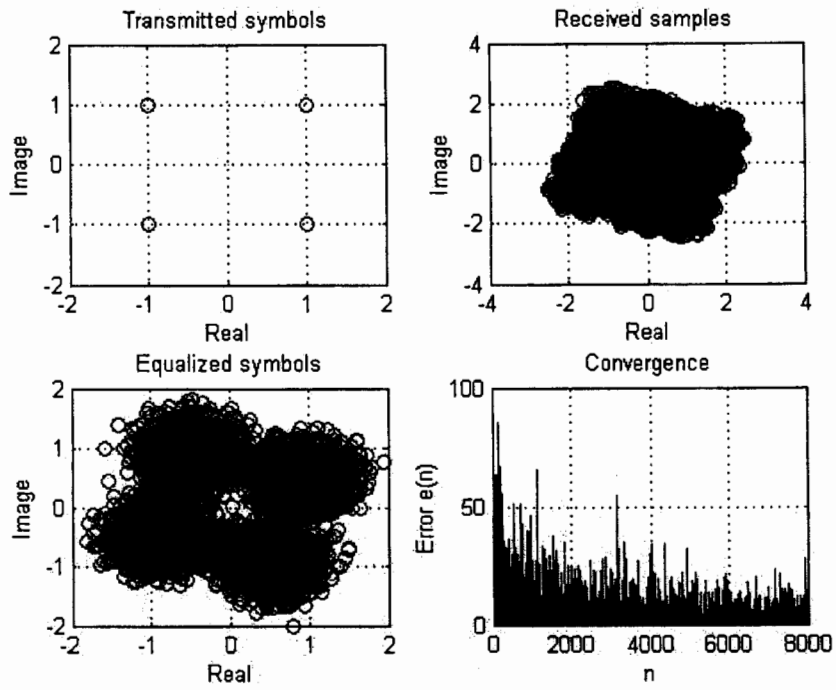 Transmitted symbols
2
1
0
-1
-2
Image
-2 -1 0 1 2
Real
Received samples
4
2
0
-2
-4
Image
-4 -2 0 2 4
Real
Equalized symbols
2
1
0
-1
-2
Image
-2 -1 0 1 2
Real
Convergence
100
50
0
Error e(n)
0 2000 4000 6000 8000
n